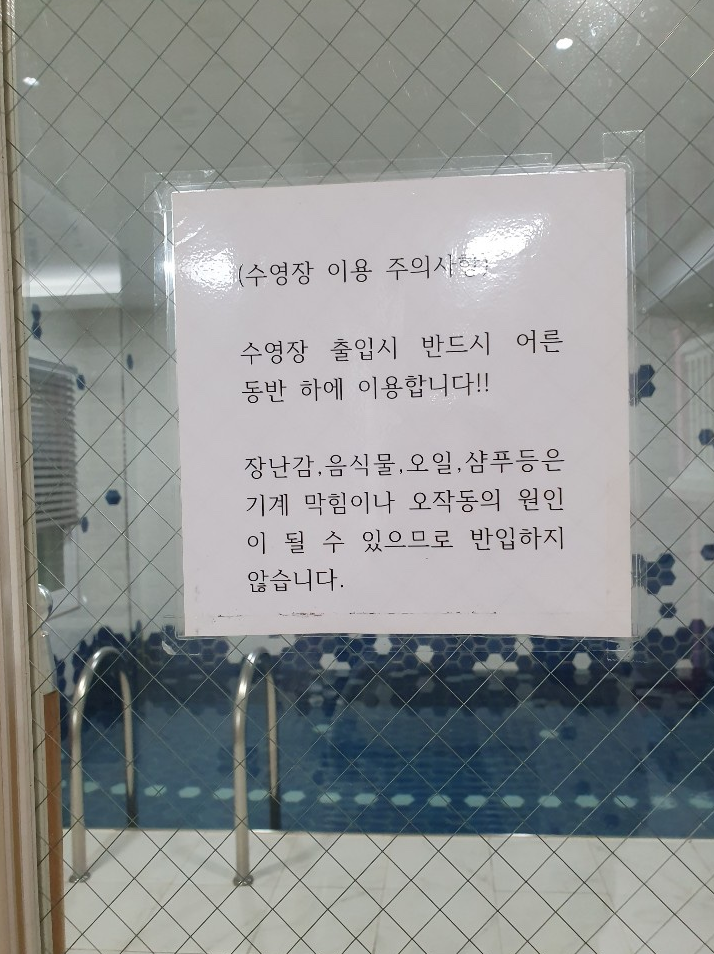 (수영장 이용 주의사항)
수영장 출입시 반드시 어른
동반 하에 이용합니다!!
장난감,음식물,오일,샴푸등은
기계 막힘이나 오작동의 원인
이 될 수 있으므로 반입하지
않습니다.